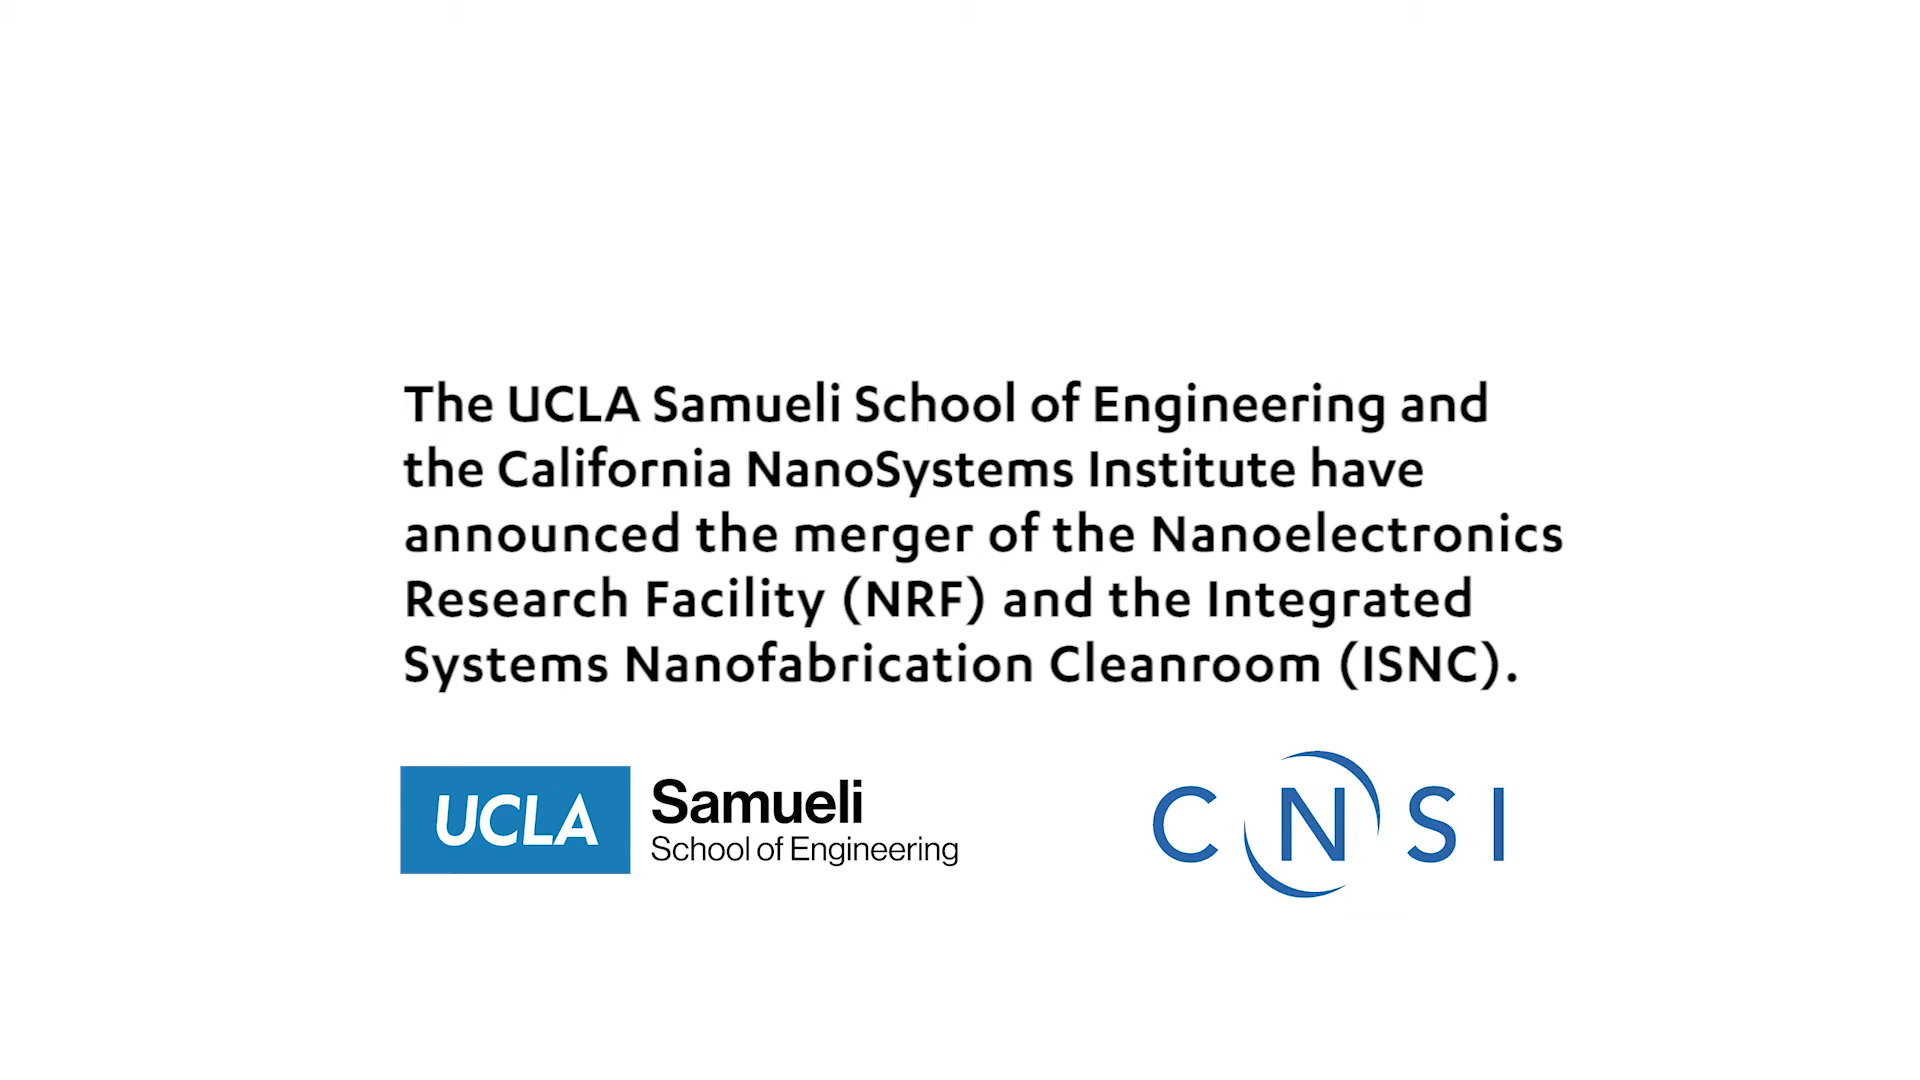 The UCLA Samueli School of Engineering and
the California NanoSystems Institute have
announced the merger of the Nanoelectronics
Research Facility (NRF) and the Integrated
Systems Nanofabrication Cleanroom (ISNC).
UCLA Samueli
School of Engineering
CNSI